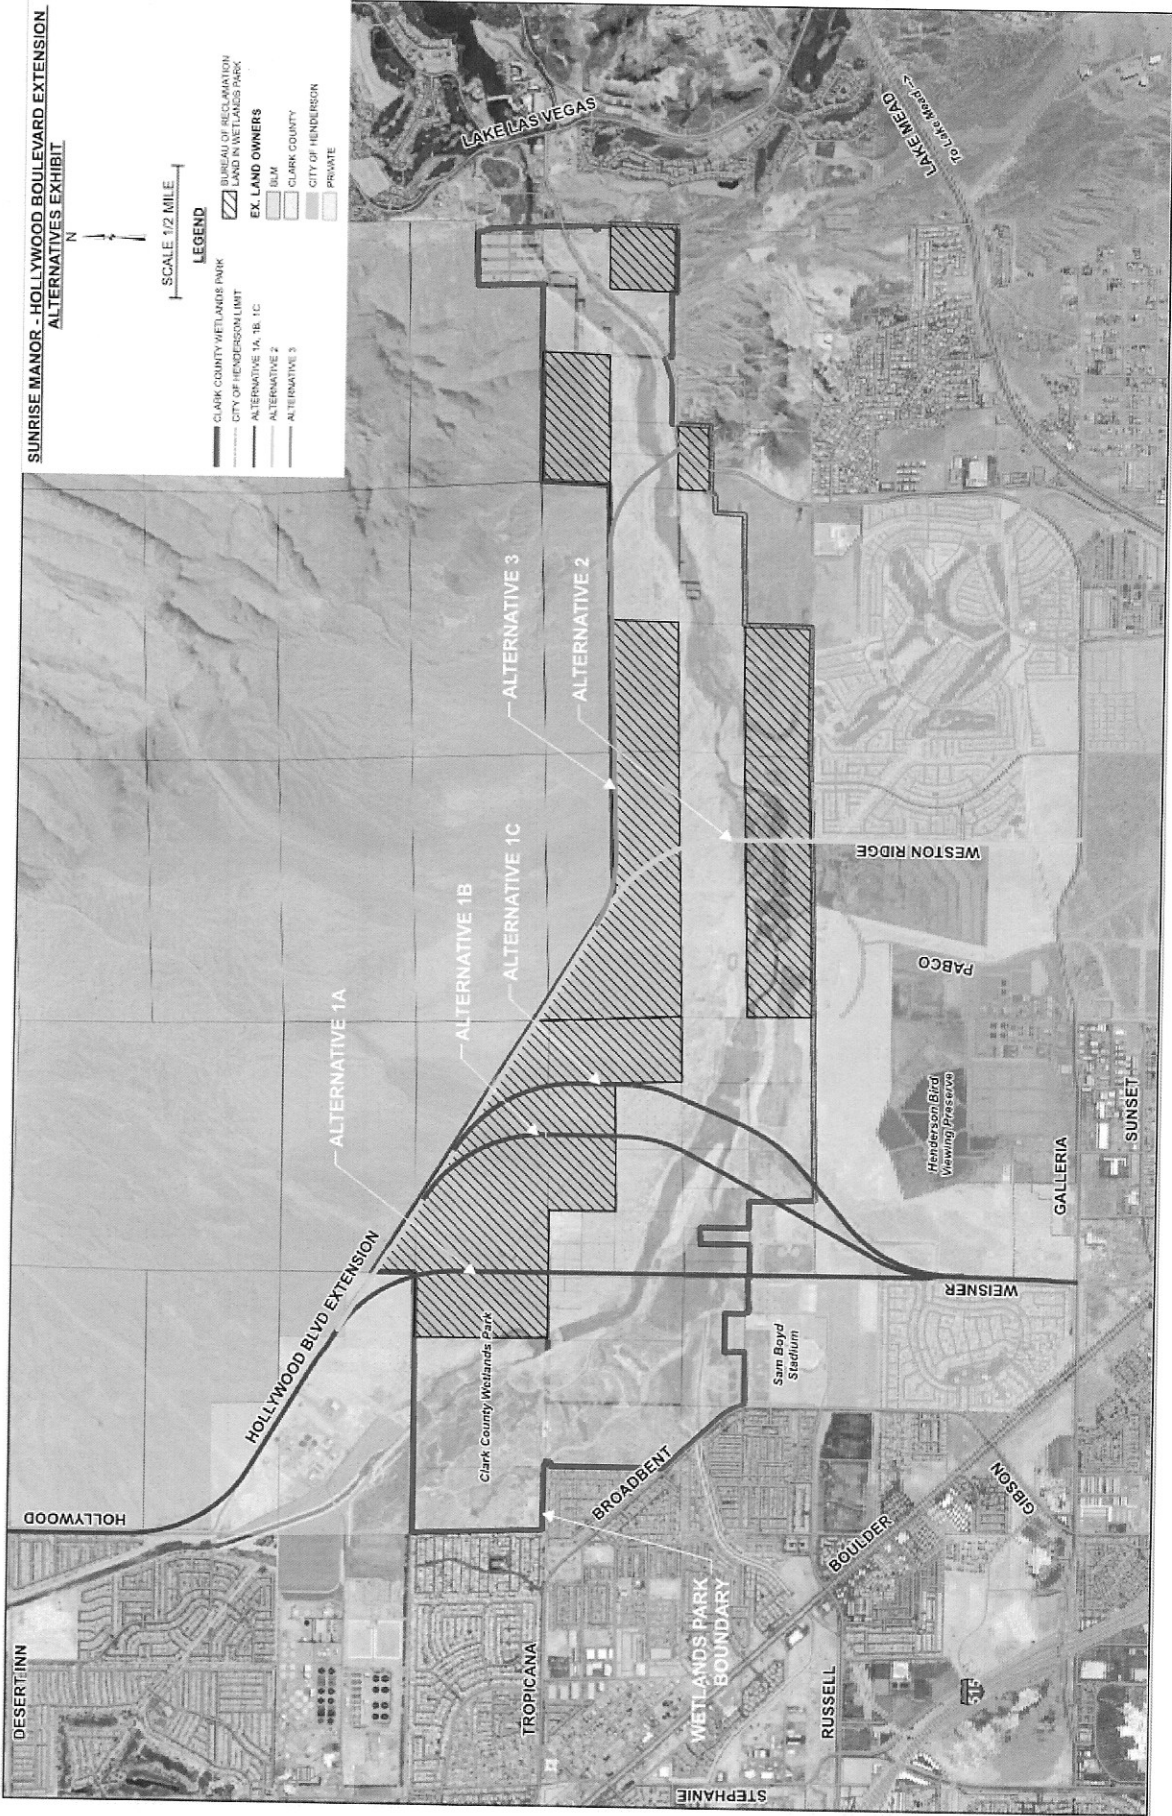 SUNRISE MANOR - HOLLYWOOD BOULEVARD EXTENSION
ALTERNATIVES EXHIBIT
N
SCALE 1/2 MILE
LEGEND
CLARK COUNTY WETLANDS PARK
CITY OF HENDERSON LIMIT
ALTERNATIVE 1A, 1B, 1C
ALTERNATIVE 2
ALTERNATIVE 3
BUREAU OF RECLAMATION
LAND IN WETLANDS PARK
EX. LAND OWNERS
BLM
CLARK COUNTY
CITY OF HENDERSON
PRIVATE
DESERT INN
HOLLYWOOD
HOLLYWOOD BLVD EXTENSION
ALTERNATIVE 1A
ALTERNATIVE 1B
ALTERNATIVE 1C
ALTERNATIVE 3
ALTERNATIVE 2
LAKE LAS VEGAS
LAKE MEAD
To Lake Mead -->
Clark County Wetlands Park
TROPICANA
BROADBENT
WETLANDS PARK
BOUNDARY
Sam Boyd
Stadium
STEPHANIE
RUSSELL
BOULDER
GIBSON
515
WEISNER
Henderson Bird
Viewing Preserve
PABCO
WESTON RIDGE
GALLERIA
SUNSET